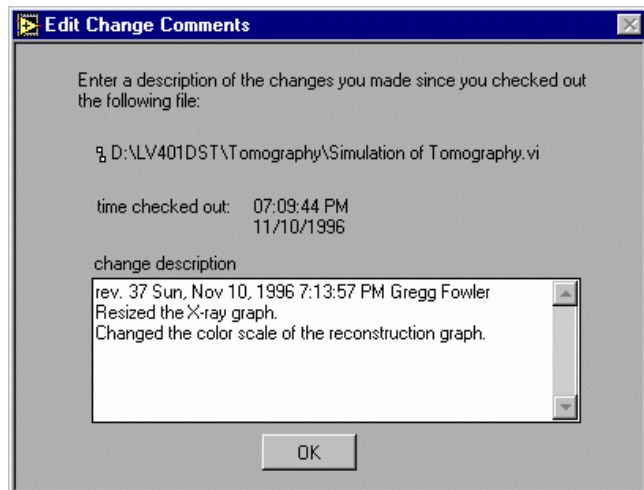 Edit Change Comments
Enter a description of the changes you made since you checked out
the following file:
D:\LV401DST\Tomography\Simulation of Tomography.vi
time checked out: 07:09:44 PM
11/10/1996
change description
rev. 37 Sun, Nov 10, 1996 7:13:57 PM Gregg Fowler
Resized the X-ray graph.
Changed the color scale of the reconstruction graph.
OK